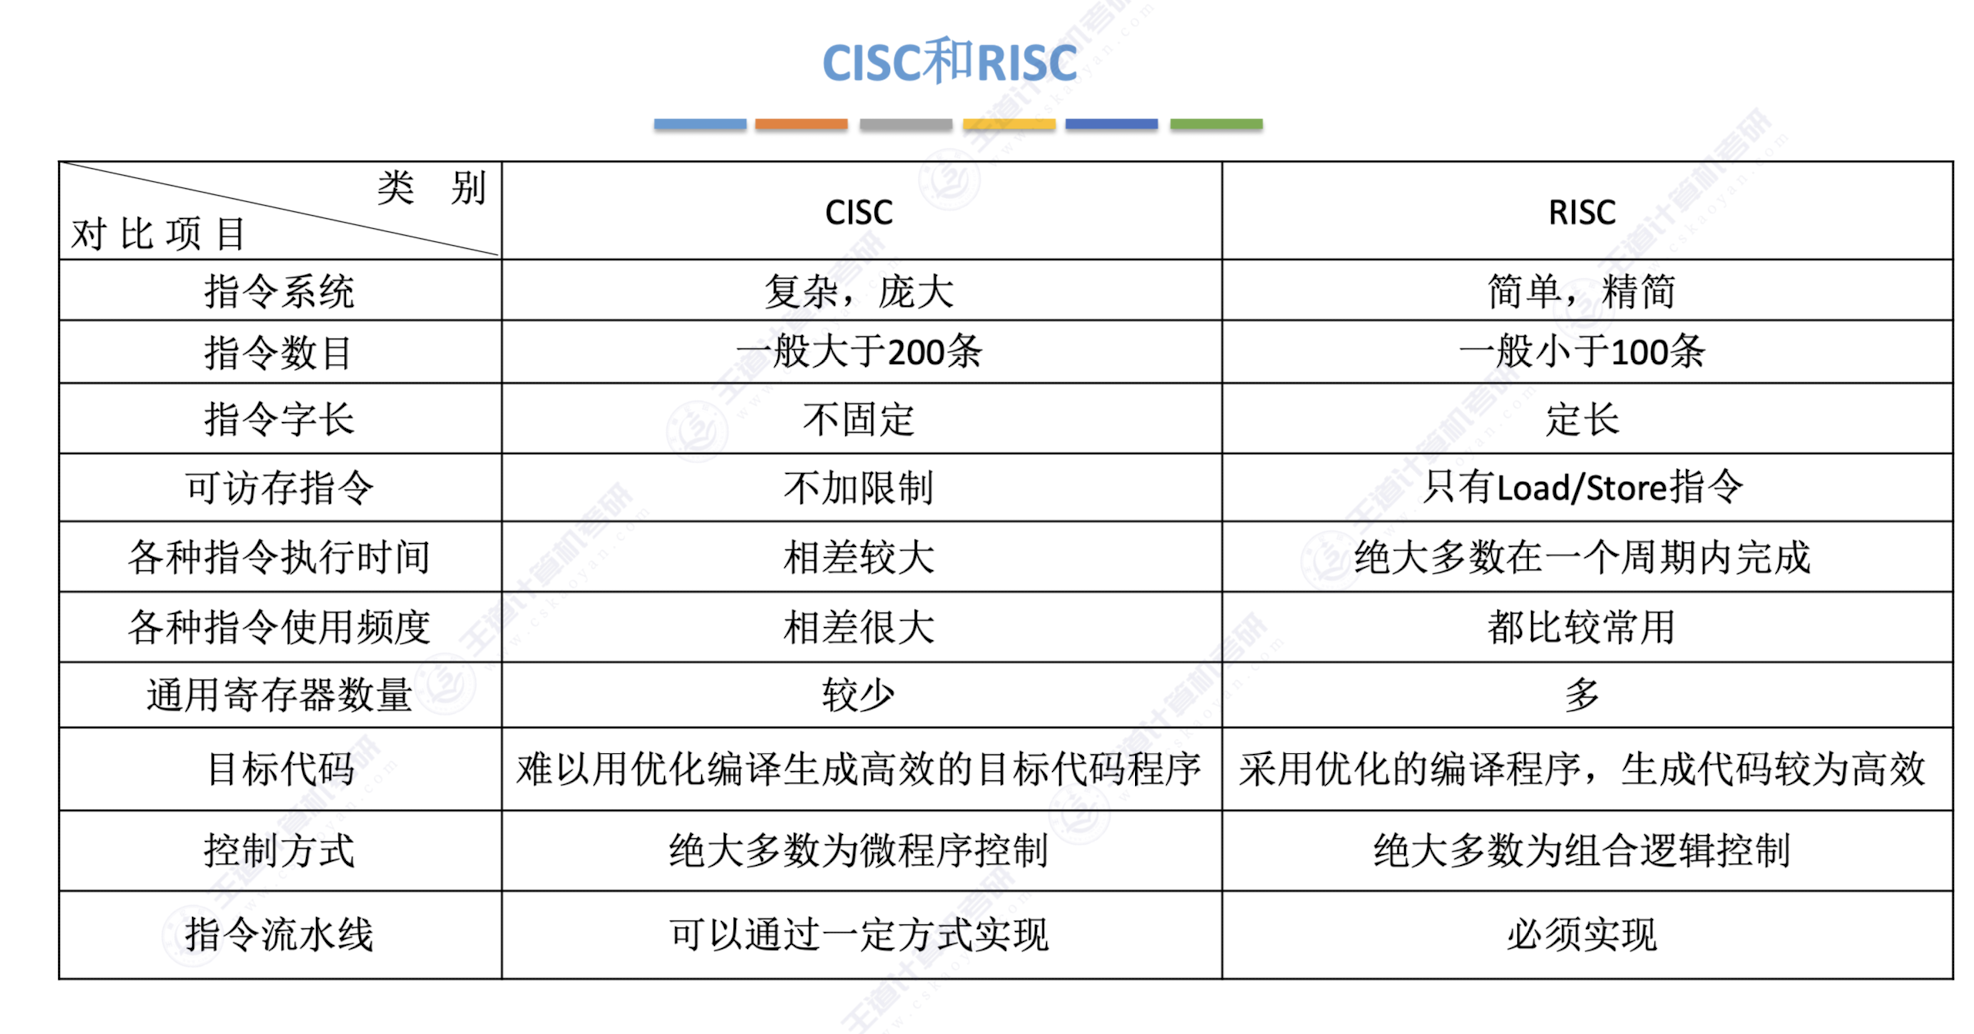 CISC和RISC
类 别
对比项目
CISC
RISC
指令系统
复杂，庞大
简单，精简
指令数目
一般大于200条
一般小于100条
指令字长
不固定
定长
可访存指令
不加限制
只有Load/Store指令
各种指令执行时间
相差较大
绝大多数在一个周期内完成
各种指令使用频度
相差很大
都比较常用
通用寄存器数量
较少
多
目标代码
难以用优化编译生成高效的目标代码程序
采用优化的编译程序，生成代码较为高效
控制方式
绝大多数为微程序控制
绝大多数为组合逻辑控制
指令流水线
可以通过一定方式实现
必须实现
王道计算机考研
www.cskaoyan.com